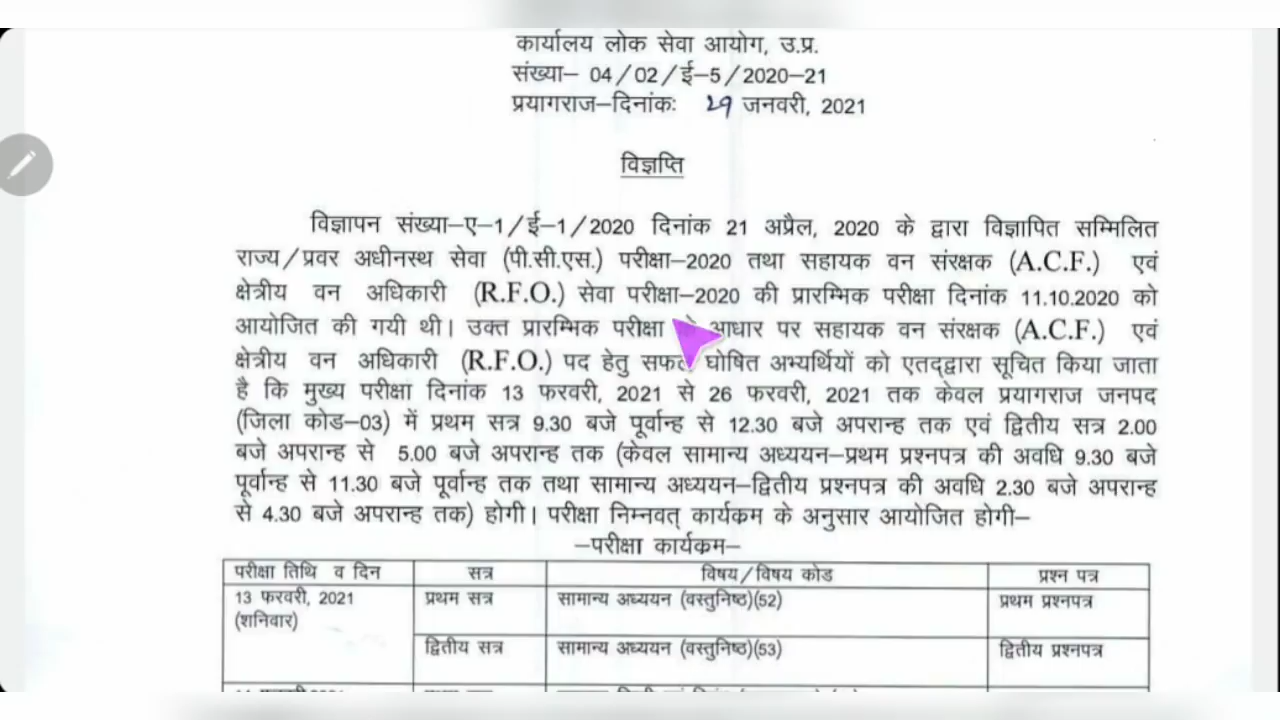 कार्यालय लोक सेवा आयोग, उ.प्र.
संख्या– 04/02/ई–5/2020–21
प्रयागराज–दिनांकः 29 जनवरी, 2021
विज्ञप्ति
विज्ञापन संख्या–ए–1/ई–1/2020 दिनांक 21 अप्रैल, 2020 के द्वारा विज्ञापित सम्मिलित
राज्य/प्रवर अधीनस्थ सेवा (पी.सी.एस.) परीक्षा–2020 तथा सहायक वन संरक्षक (A.C.F.) एवं
क्षेत्रीय वन अधिकारी (R.F.O.) सेवा परीक्षा–2020 की प्रारम्भिक परीक्षा दिनांक 11.10.2020 को
आयोजित की गयी थी। उक्त प्रारम्भिक परीक्षा आधार पर सहायक वन संरक्षक (A.C.F.) एवं
क्षेत्रीय वन अधिकारी (R.F.O.) पद हेतु सफल घोषित अभ्यर्थियों को एतद्द्वारा सूचित किया जाता
है कि मुख्य परीक्षा दिनांक 13 फरवरी, 2021 से 26 फरवरी, 2021 तक केवल प्रयागराज जनपद
(जिला कोड–03) में प्रथम सत्र 9.30 बजे पूर्वान्ह से 12.30 बजे अपरान्ह तक एवं द्वितीय सत्र 2.00
बजे अपरान्ह से 5.00 बजे अपरान्ह तक (केवल सामान्य अध्ययन–प्रथम प्रश्नपत्र की अवधि 9.30 बजे
पूर्वान्ह से 11.30 बजे पूर्वान्ह तक तथा सामान्य अध्ययन–द्वितीय प्रश्नपत्र की अवधि 2.30 बजे अपरान्ह
से 4.30 बजे अपरान्ह तक) होगी। परीक्षा निम्नवत् कार्यक्रम के अनुसार आयोजित होगी–
–परीक्षा कार्यक्रम–
परीक्षा तिथि व दिन सत्र विषय/विषय कोड प्रश्न पत्र
13 फरवरी, 2021 प्रथम सत्र सामान्य अध्ययन (वस्तुनिष्ठ)(52) प्रथम प्रश्नपत्र
(शनिवार)
द्वितीय सत्र सामान्य अध्ययन (वस्तुनिष्ठ)(53) द्वितीय प्रश्नपत्र